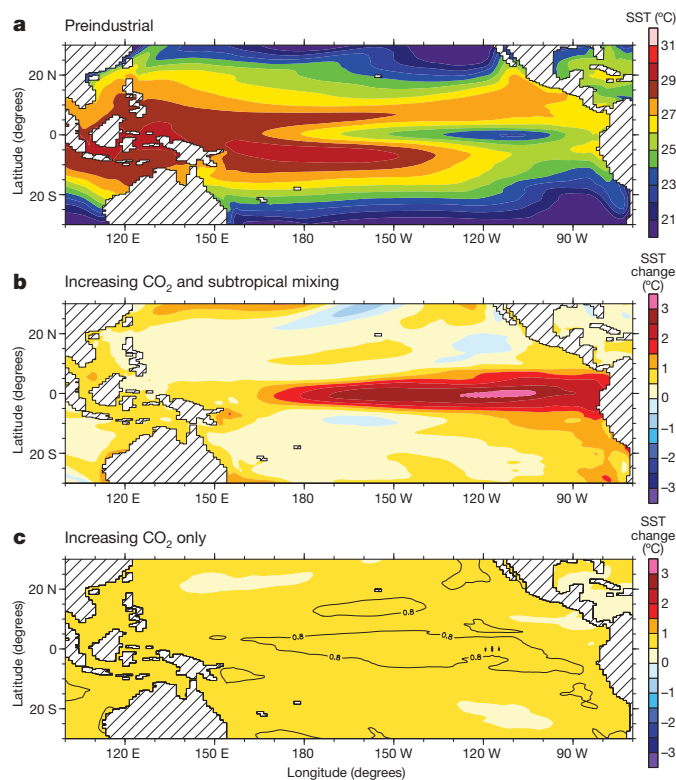 a Preindustrial
SST (ºC)
20 N
0
20 S
Latitude (degrees)
120 E 150 E 180 150 W 120 W 90 W
31
29
27
25
23
21
b Increasing CO₂ and subtropical mixing
SST
change
(ºC)
20 N
0
20 S
Latitude (degrees)
120 E 150 E 180 150 W 120 W 90 W
3
2
1
0
–1
–2
–3
c Increasing CO₂ only
SST
change
(ºC)
20 N
0
20 S
Latitude (degrees)
0.8
0.8
0.8
0.8
120 E 150 E 180 150 W 120 W 90 W
Longitude (degrees)
3
2
1
0
–1
–2
–3